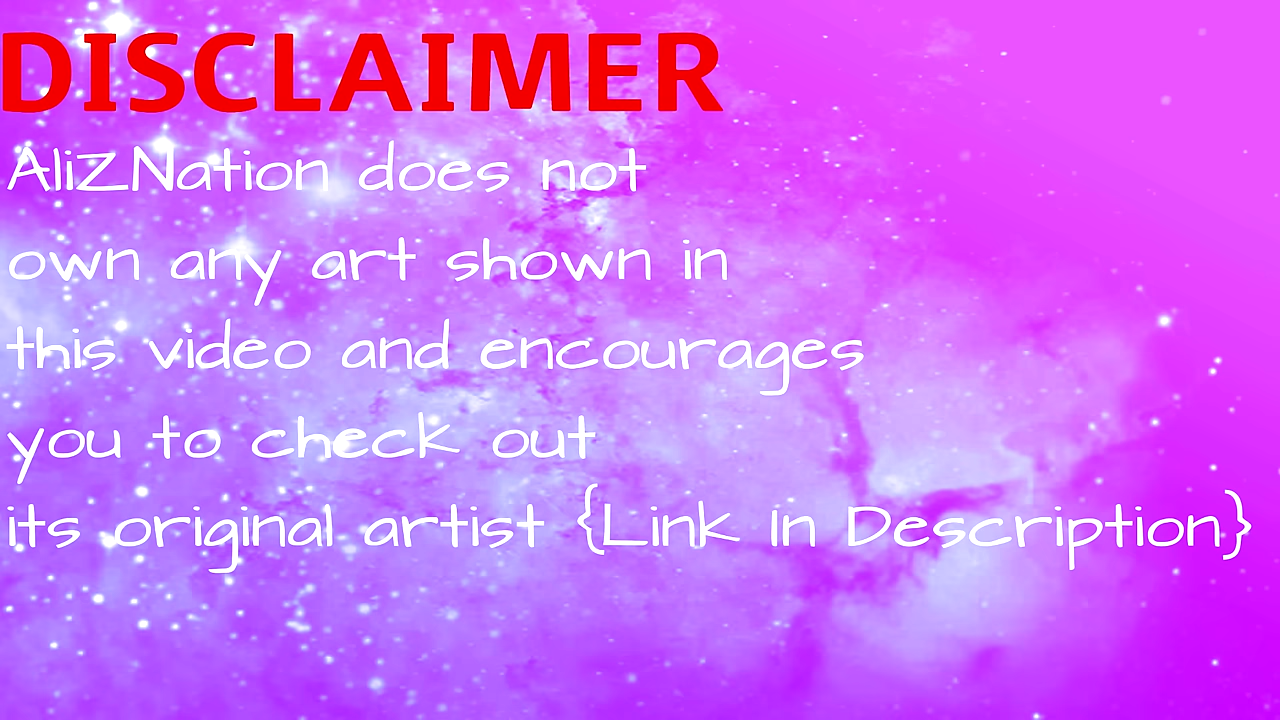 DISCLAIMER
AliZNation does not
own any art shown in
this video and encourages
you to check out
its original artist {Link In Description}